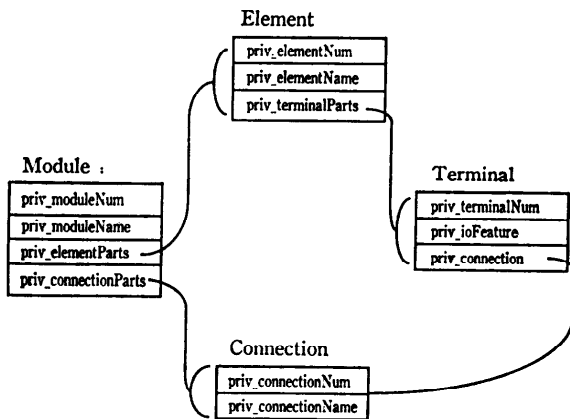 Element
priv_elementNum
priv_elementName
priv_terminalParts
Module :
priv_moduleNum
priv_moduleName
priv_elementParts
priv_connectionParts
Terminal
priv_terminalNum
priv_ioFeature
priv_connection
Connection
priv_connectionNum
priv_connectionName